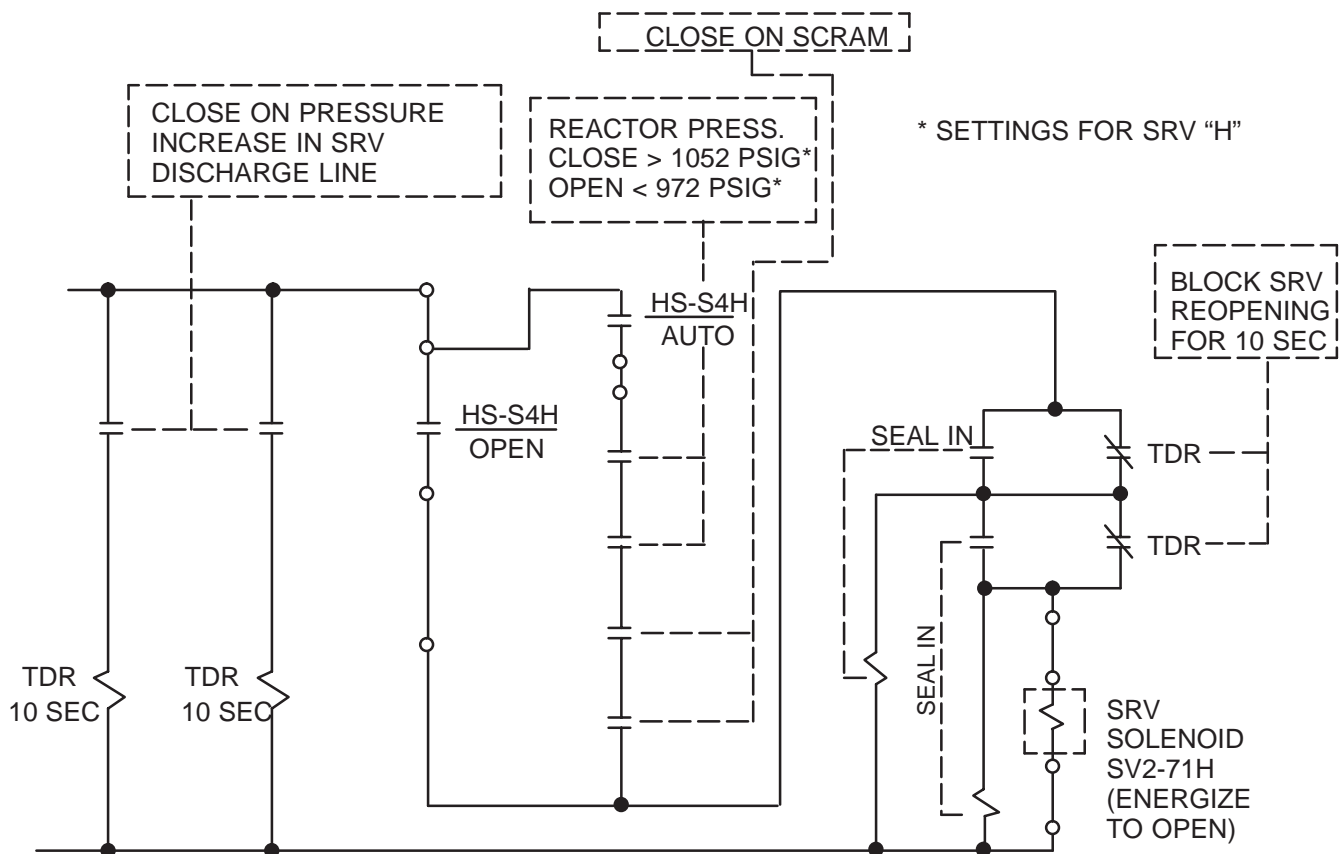 CLOSE ON SCRAM
CLOSE ON PRESSURE
INCREASE IN SRV
DISCHARGE LINE
REACTOR PRESS.
CLOSE > 1052 PSIG*
OPEN < 972 PSIG*
* SETTINGS FOR SRV “H”
BLOCK SRV
REOPENING
FOR 10 SEC
HS-S4H
AUTO
HS-S4H
OPEN
SEAL IN
TDR
TDR
SEAL IN
TDR
10 SEC
TDR
10 SEC
SRV
SOLENOID
SV2-71H
(ENERGIZE
TO OPEN)